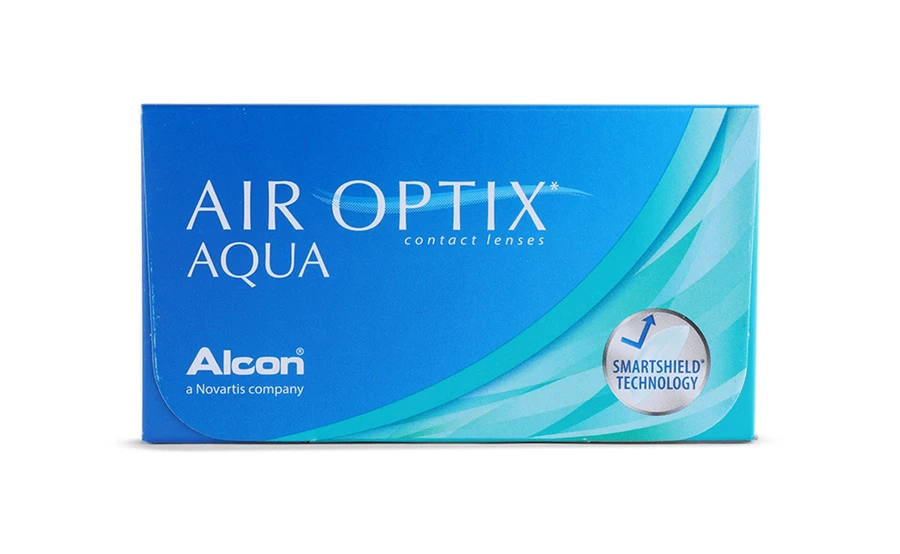 AIR OPTIX*
contact lenses
AQUA
Alcon®
a Novartis company
SMARTSHIELD*
TECHNOLOGY